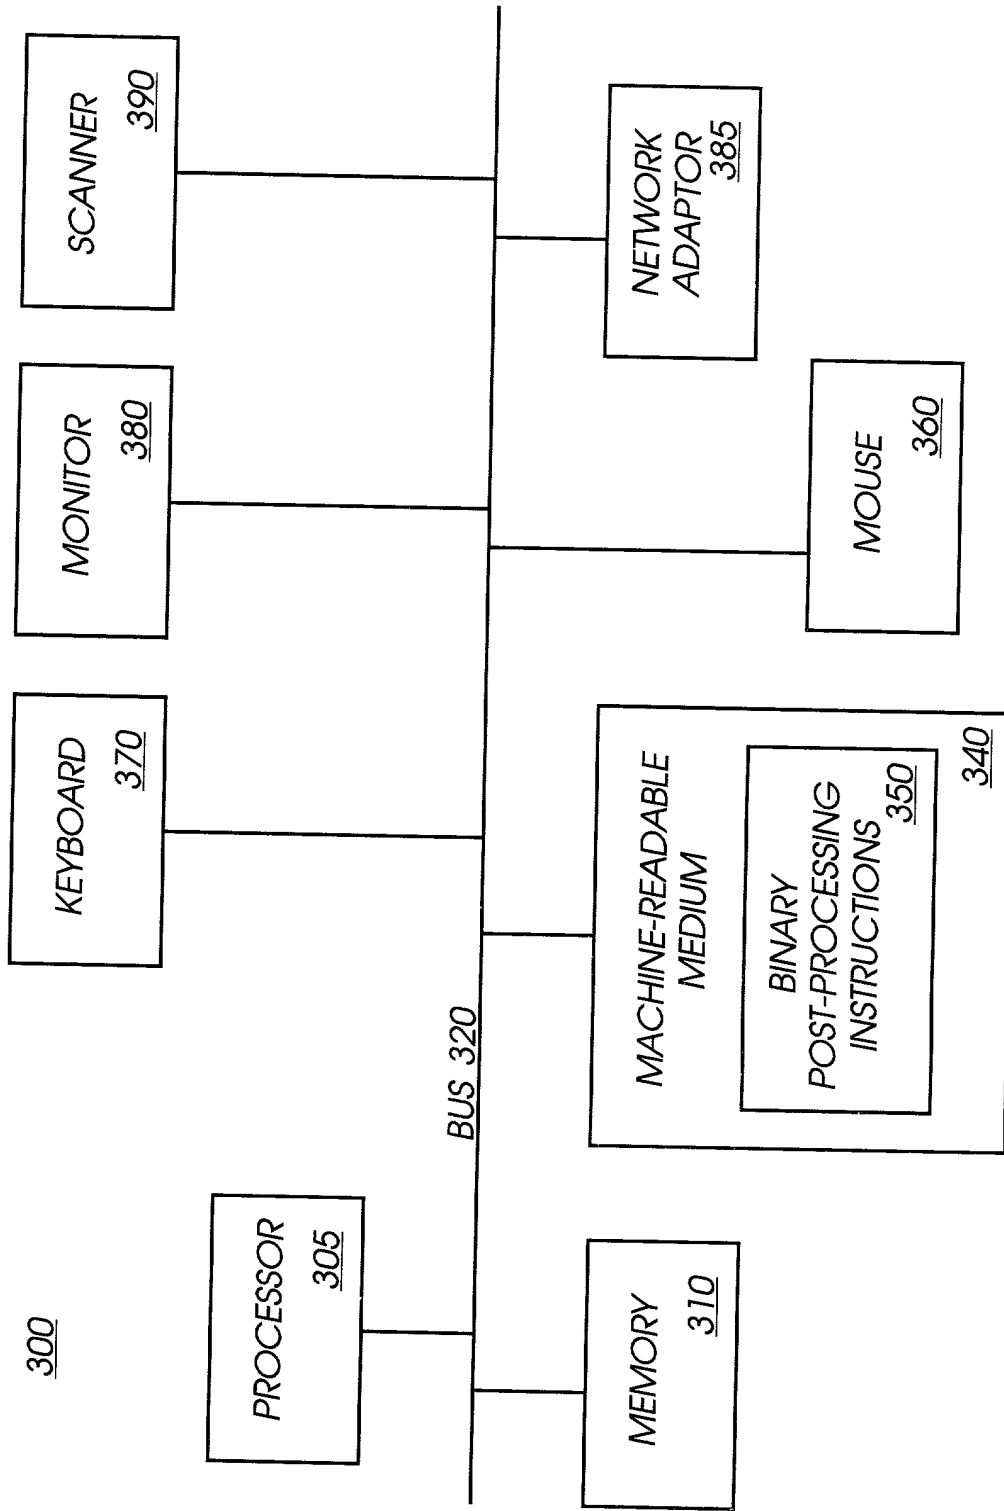 300
PROCESSOR
305
KEYBOARD
370
MONITOR
380
SCANNER
390
BUS 320
MEMORY
310
MACHINE-READABLE
MEDIUM
BINARY
POST-PROCESSING
INSTRUCTIONS
350
340
MOUSE
360
NETWORK
ADAPTOR
385